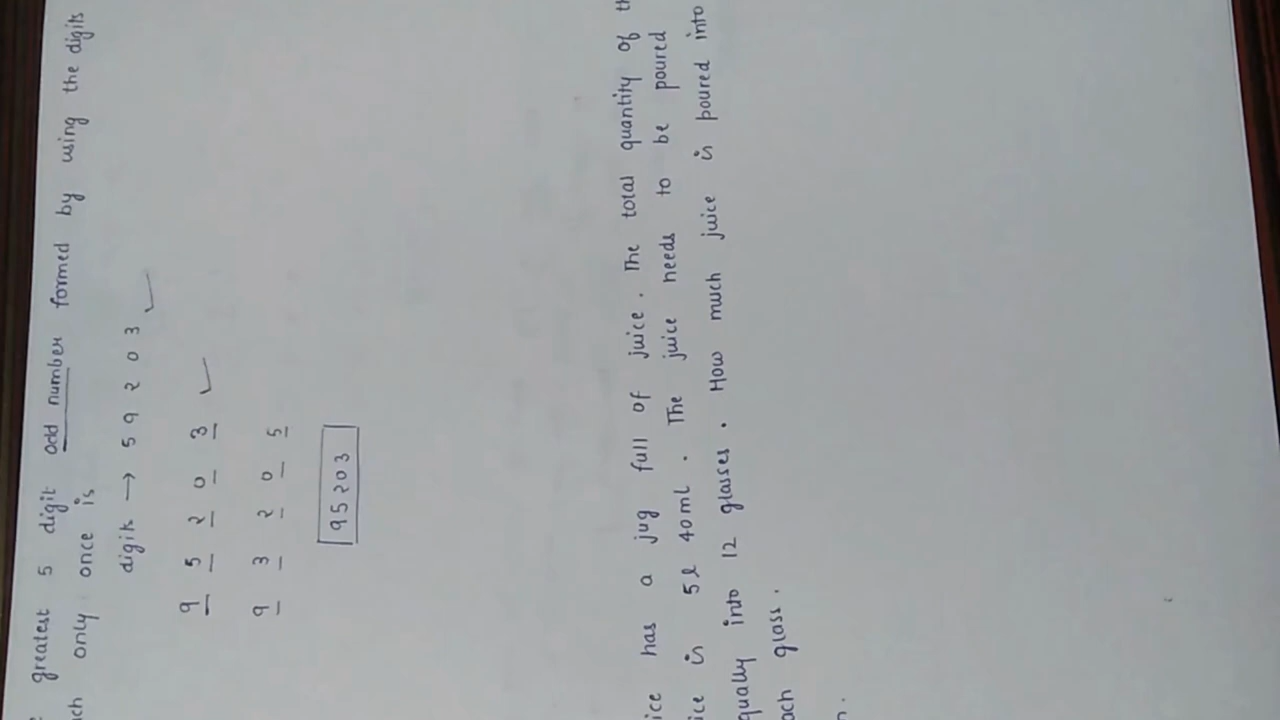 greatest 5 digit odd number formed by using the digits
only once is
digits → 5 9 2 0 3 ✓
9 5 2 0 3 ✓
9 3 2 0 5
95203
has a jug full of juice. The total quantity of
is 5l 40ml. The juice needs to be poured
into 12 glasses. How much juice is poured into
glass.